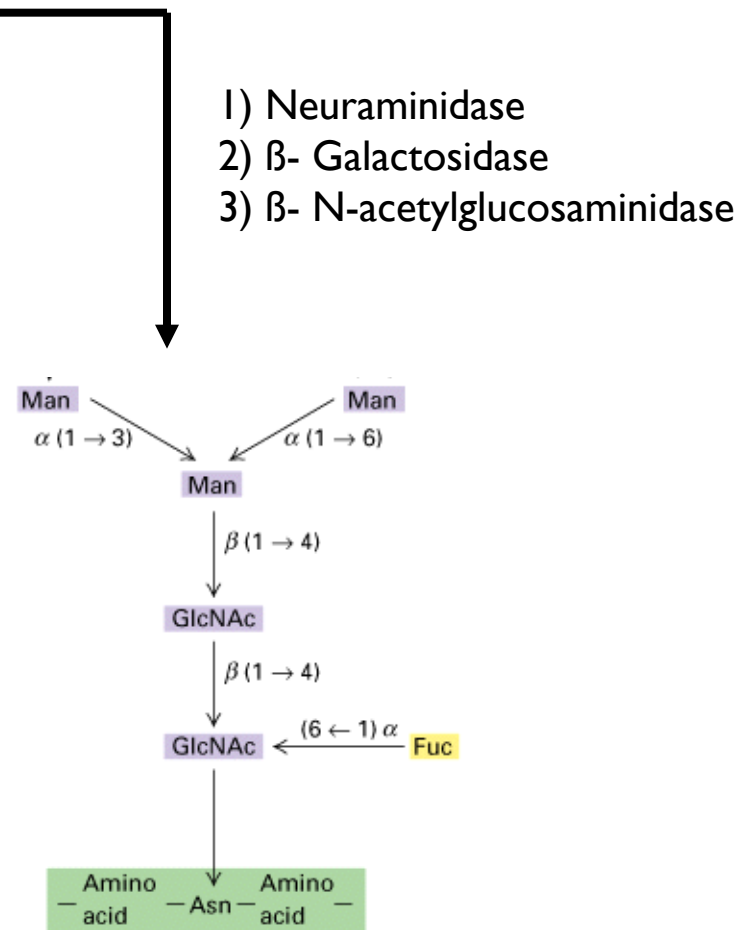 1) Neuraminidase
2) ß- Galactosidase
3) ß- N-acetylglucosaminidase
Man Man
α (1 → 3) α (1 → 6)
Man
β (1 → 4)
GlcNAc
β (1 → 4)
(6 ← 1) α
GlcNAc Fuc
Amino Amino
– acid – Asn – acid –